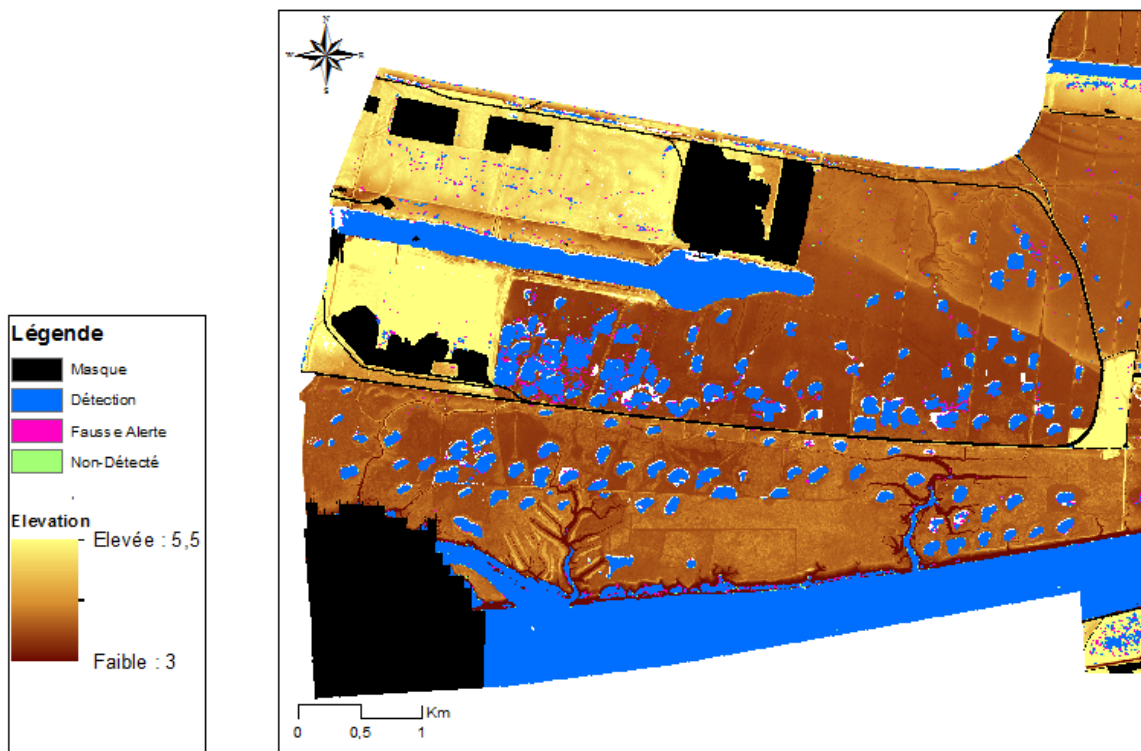 N
W
E
S
Légende
Masque
Détection
Fausse Alerte
Non-Détecté
Elevation
Elevée : 5,5
Faible : 3
Km
0 0,5 1